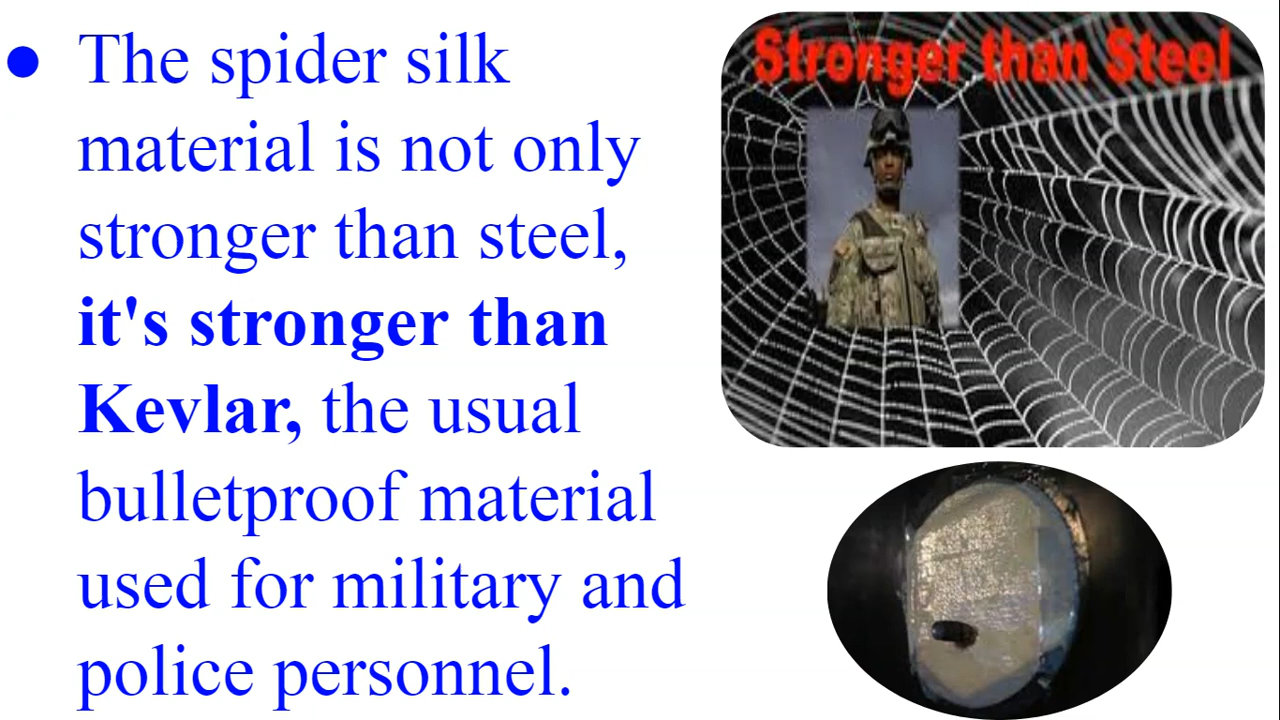 ● The spider silk
material is not only
stronger than steel,
it's stronger than
Kevlar, the usual
bulletproof material
used for military and
police personnel.
Stronger than Steel